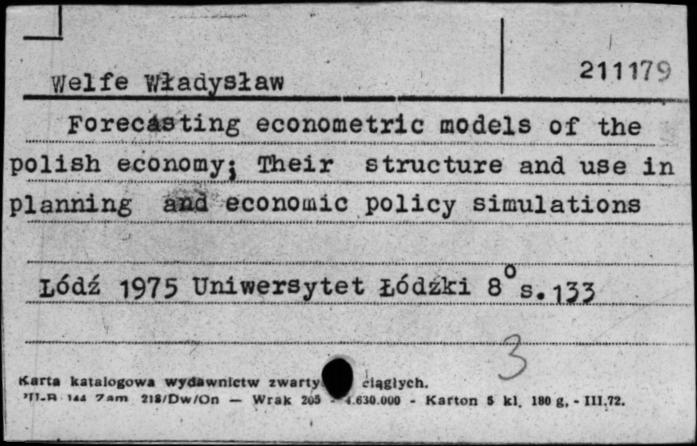 Welfe Władysław
211179
Forecasting econometric models of the
polish economy; Their structure and use in
planning and economic policy simulations
Łódź 1975 Uniwersytet Łódzki 8° s. 133
3
Karta katalogowa wydawnictw zwarty ciągłych.
Zam. 218/Dw/On — Wrak 205 - 4.630.000 - Karton 5 kl. 180 g, - III.72.